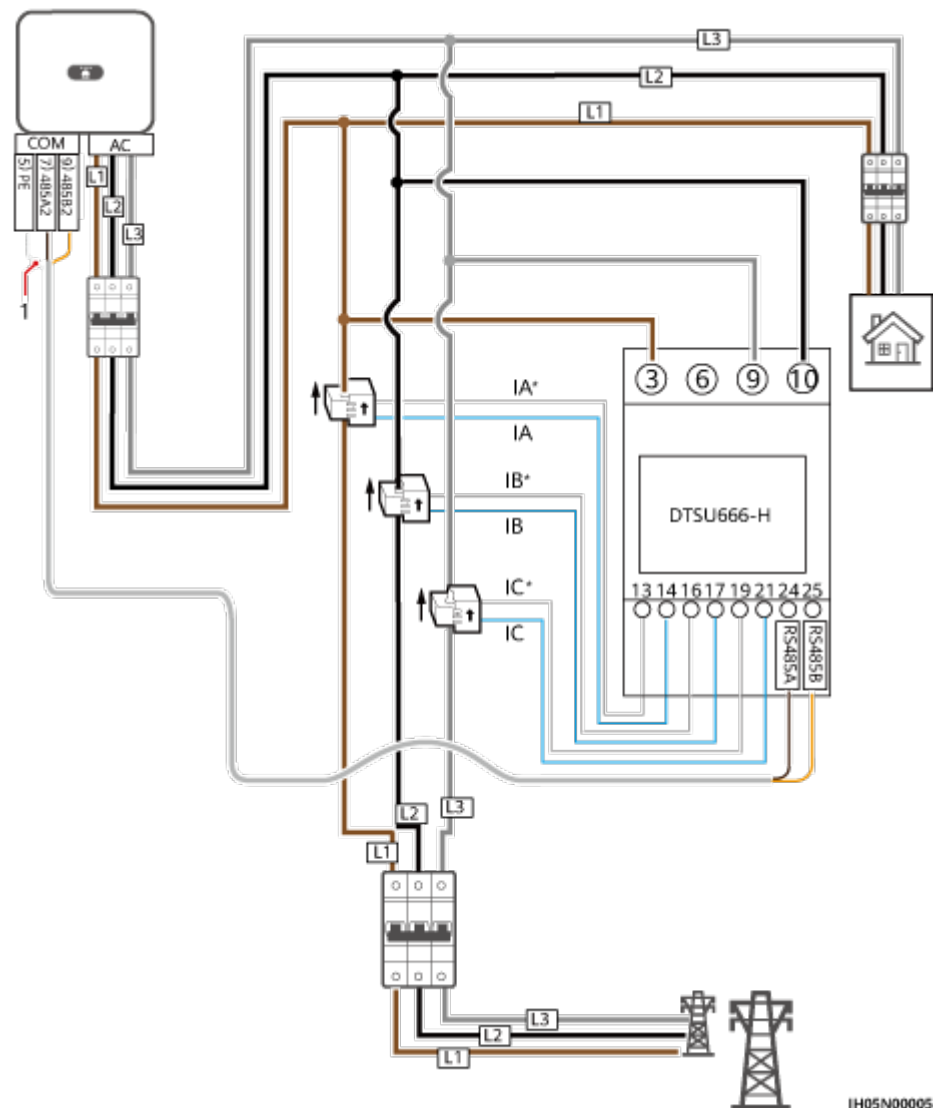 L3
L2
L1
COM
AC
5) PE
7) 485A2
9) 485B2
L1
L2
L3
1
3
6
9
10
IA*
IA
IB*
IB
IC*
IC
DTSU666-H
13 14 16 17 19 21 24 25
RS485A
RS485B
L3
L2
L1
L3
L2
L1
IH05N00005